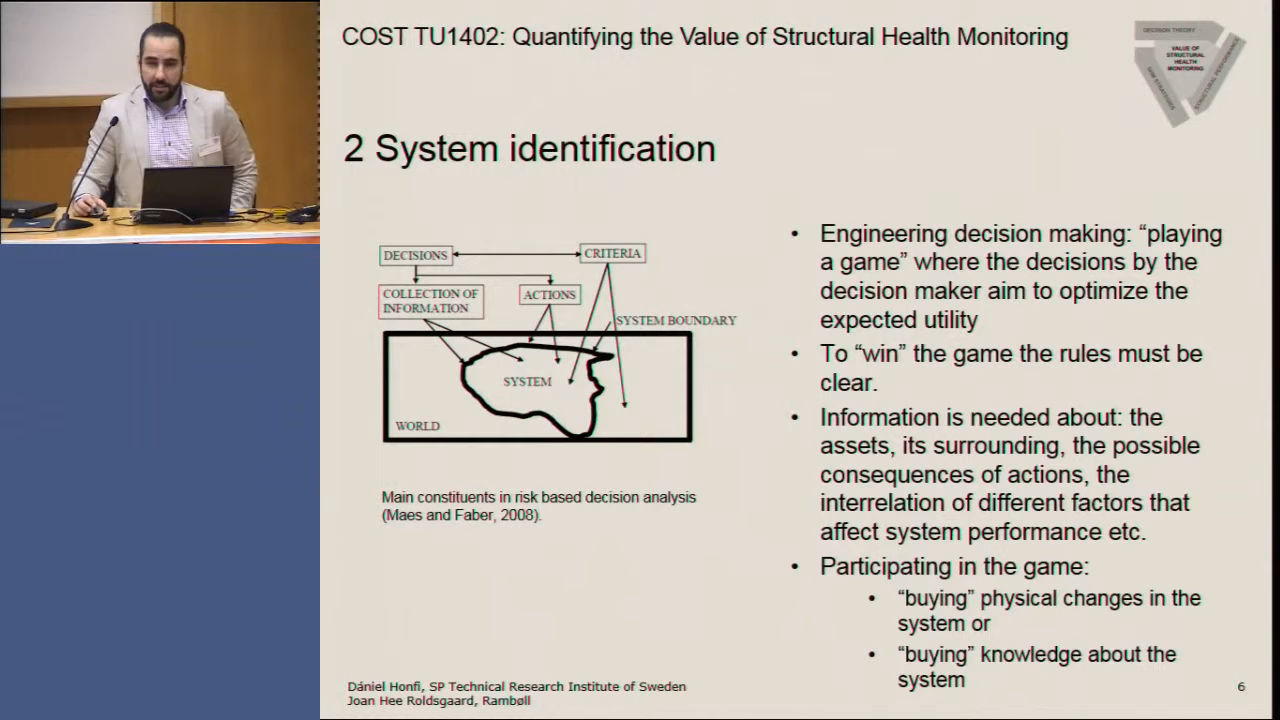 COST TU1402: Quantifying the Value of Structural Health Monitoring
DECISION THEORY
VALUE OF
STRUCTURAL
HEALTH
MONITORING
SHM STRATEGIES
STRUCTURAL PERFORMANCE
2 System identification
DECISIONS
CRITERIA
COLLECTION OF
INFORMATION
ACTIONS
SYSTEM BOUNDARY
SYSTEM
WORLD
Main constituents in risk based decision analysis
(Maes and Faber, 2008).
• Engineering decision making: “playing
a game” where the decisions by the
decision maker aim to optimize the
expected utility
• To “win” the game the rules must be
clear.
• Information is needed about: the
assets, its surrounding, the possible
consequences of actions, the
interrelation of different factors that
affect system performance etc.
• Participating in the game:
• “buying” physical changes in the
system or
• “buying” knowledge about the
system
Dániel Honfi, SP Technical Research Institute of Sweden
Joan Hee Roldsgaard, Rambøll
6